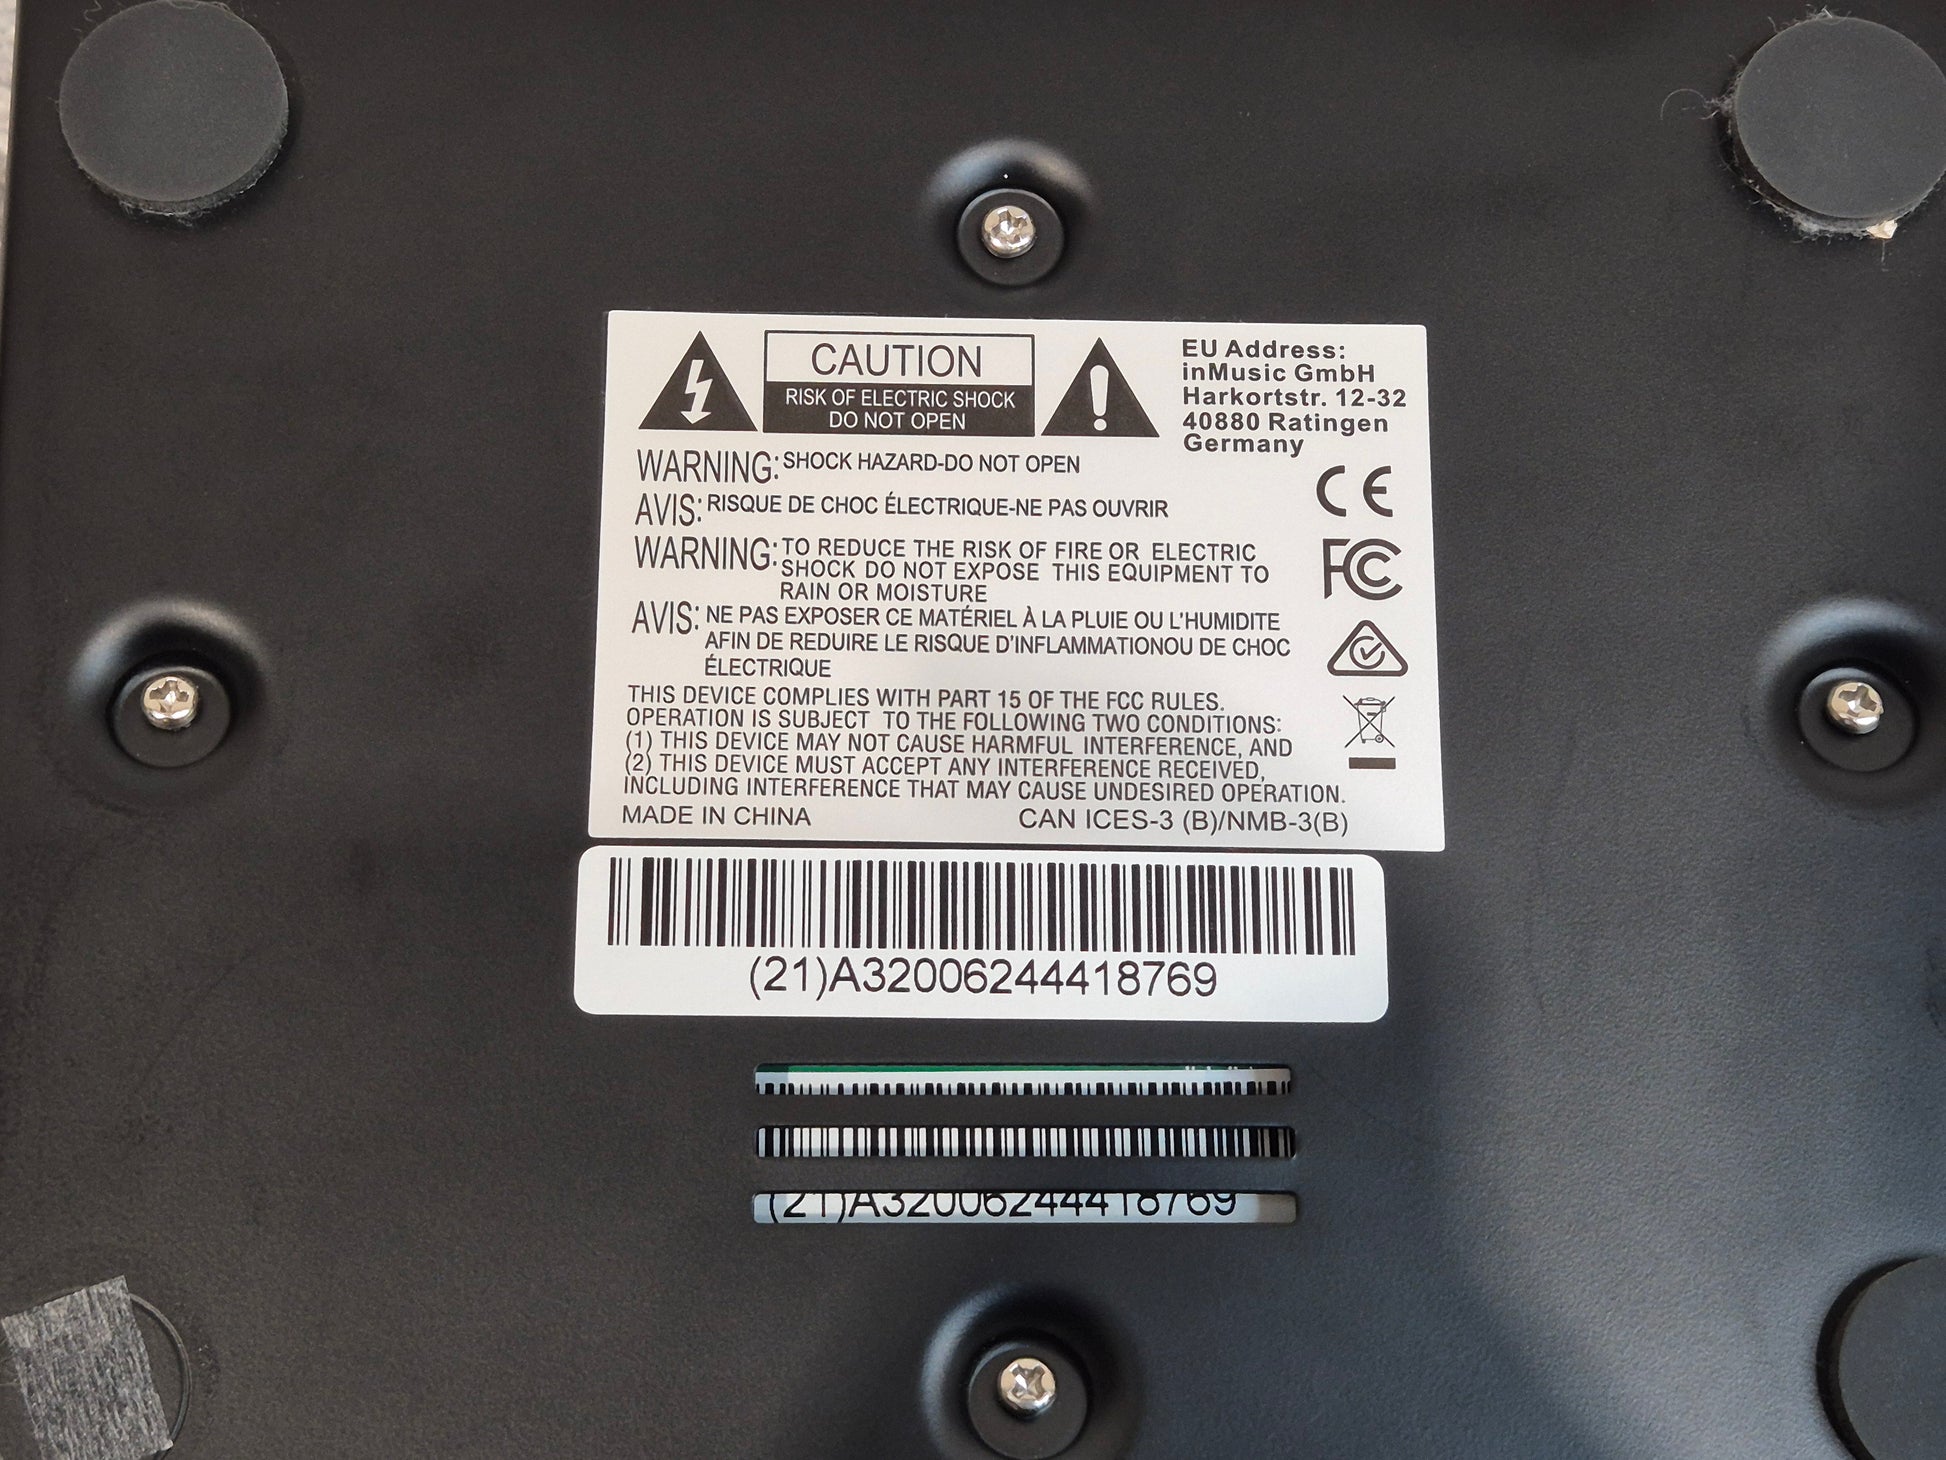 CAUTION
RISK OF ELECTRIC SHOCK
DO NOT OPEN
EU Address:
inMusic GmbH
Harkortstr. 12-32
40880 Ratingen
Germany
WARNING: SHOCK HAZARD-DO NOT OPEN
AVIS: RISQUE DE CHOC ÉLECTRIQUE-NE PAS OUVRIR
WARNING: TO REDUCE THE RISK OF FIRE OR ELECTRIC
SHOCK DO NOT EXPOSE THIS EQUIPMENT TO
RAIN OR MOISTURE
AVIS: NE PAS EXPOSER CE MATÉRIEL À LA PLUIE OU L'HUMIDITE
AFIN DE REDUIRE LE RISQUE D'INFLAMMATIONOU DE CHOC
ÉLECTRIQUE
CE
FC
THIS DEVICE COMPLIES WITH PART 15 OF THE FCC RULES.
OPERATION IS SUBJECT TO THE FOLLOWING TWO CONDITIONS:
(1) THIS DEVICE MAY NOT CAUSE HARMFUL INTERFERENCE, AND
(2) THIS DEVICE MUST ACCEPT ANY INTERFERENCE RECEIVED,
INCLUDING INTERFERENCE THAT MAY CAUSE UNDESIRED OPERATION.
MADE IN CHINA
CAN ICES-3 (B)/NMB-3(B)
(21)A32006244418769
(21)A32006244418769